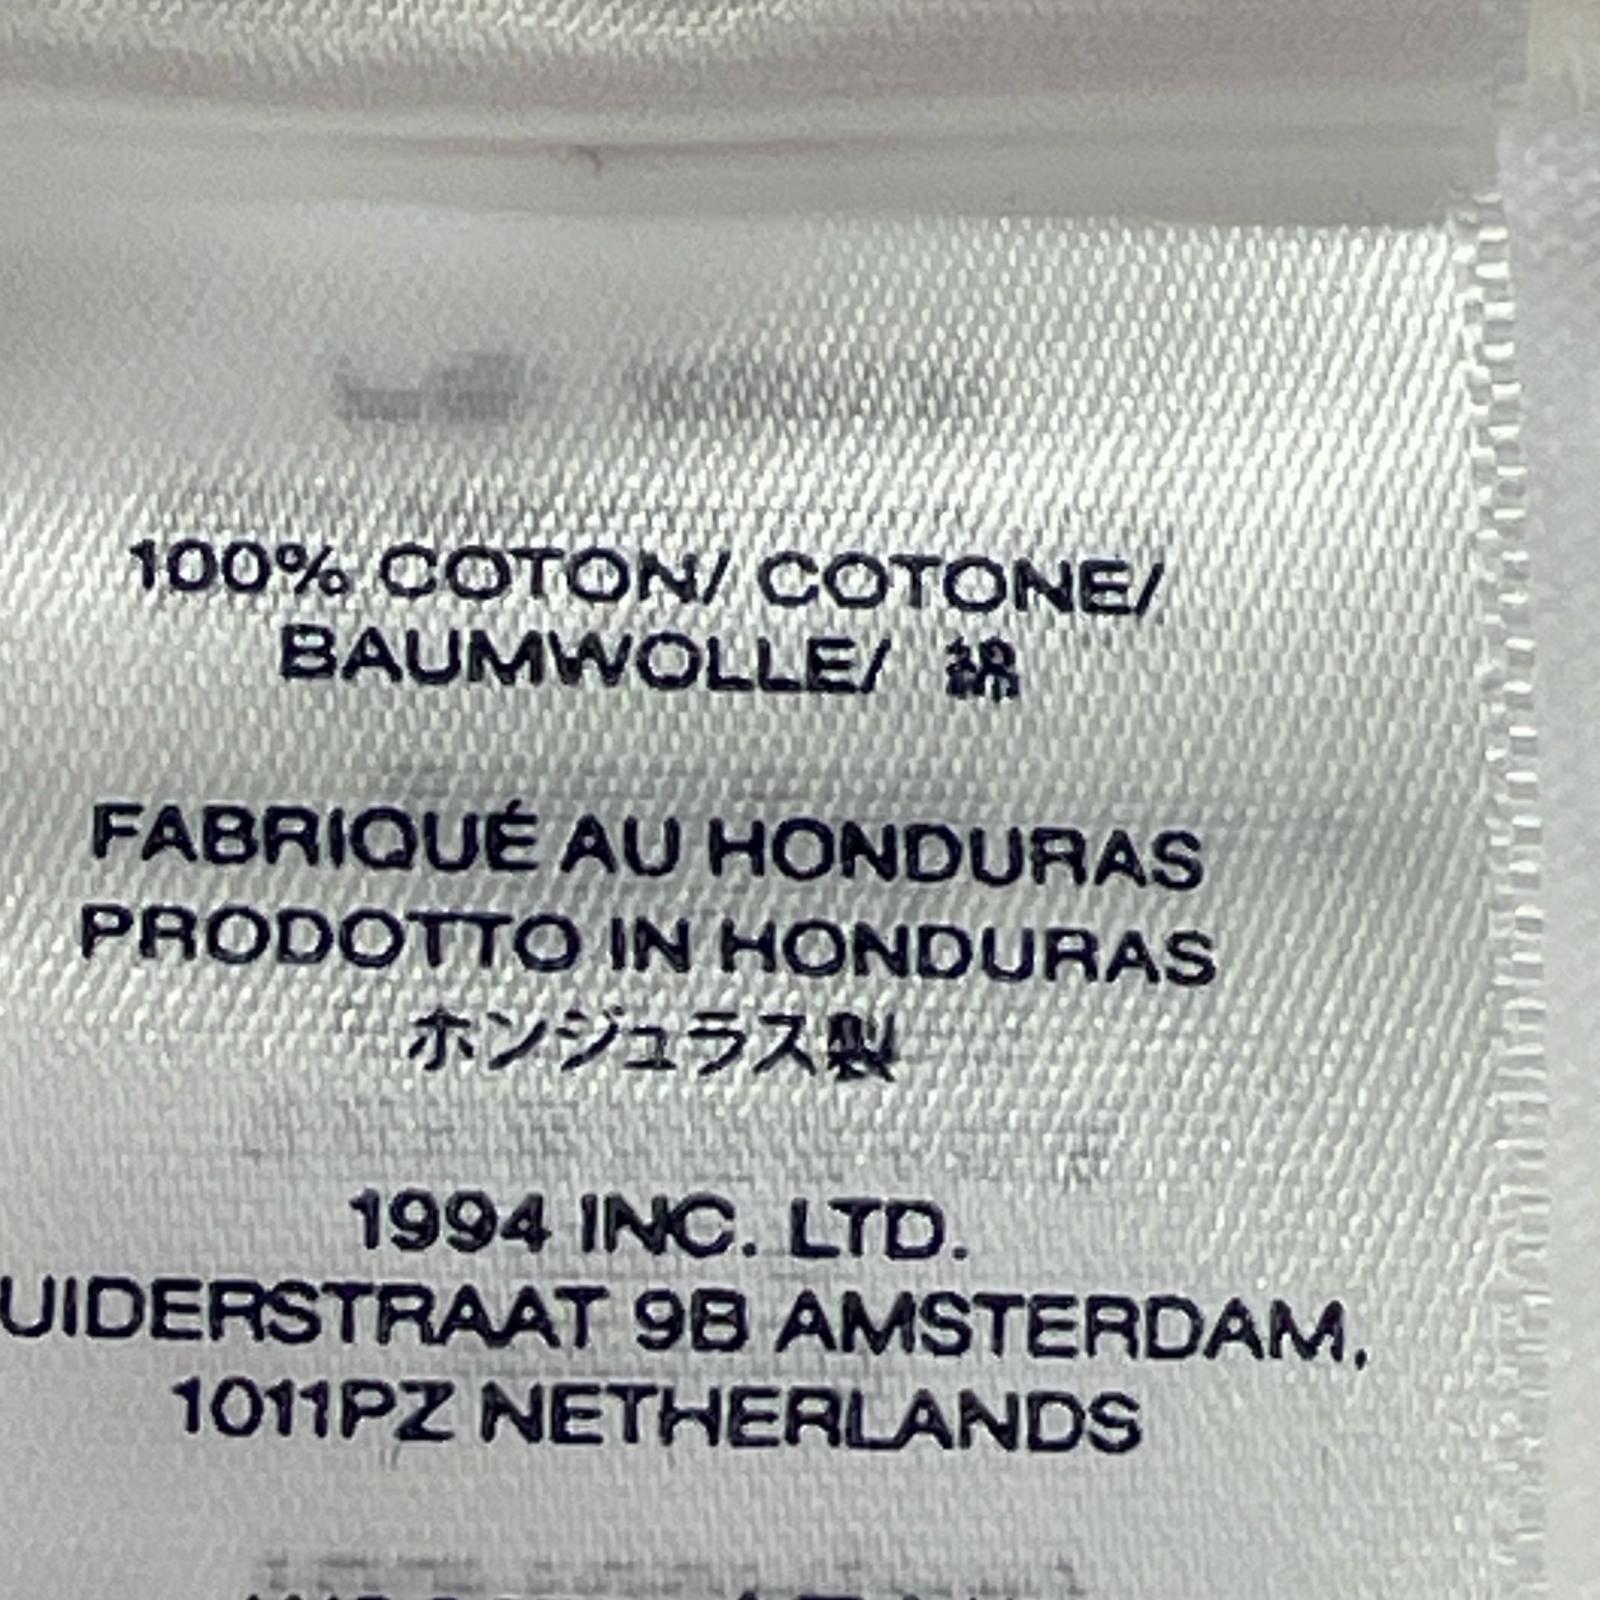 100% COTON/ COTONE/
BAUMWOLLE/ 綿
FABRIQUÉ AU HONDURAS
PRODOTTO IN HONDURAS
ホンジュラス製
1994 INC. LTD.
UIDERSTRAAT 9B AMSTERDAM,
1011PZ NETHERLANDS